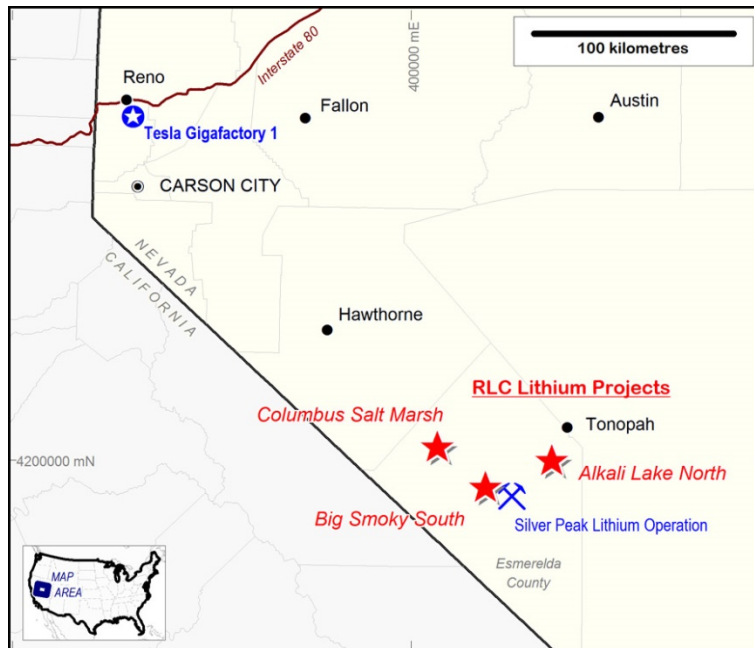 400000 mE
100 kilometres
Interstate 80
Reno
Tesla Gigafactory 1
Fallon
Austin
CARSON CITY
NEVADA
CALIFORNIA
Hawthorne
RLC Lithium Projects
Columbus Salt Marsh
Tonopah
4200000 mN
Alkali Lake North
Big Smoky South
Silver Peak Lithium Operation
Esmerelda
County
MAP
AREA